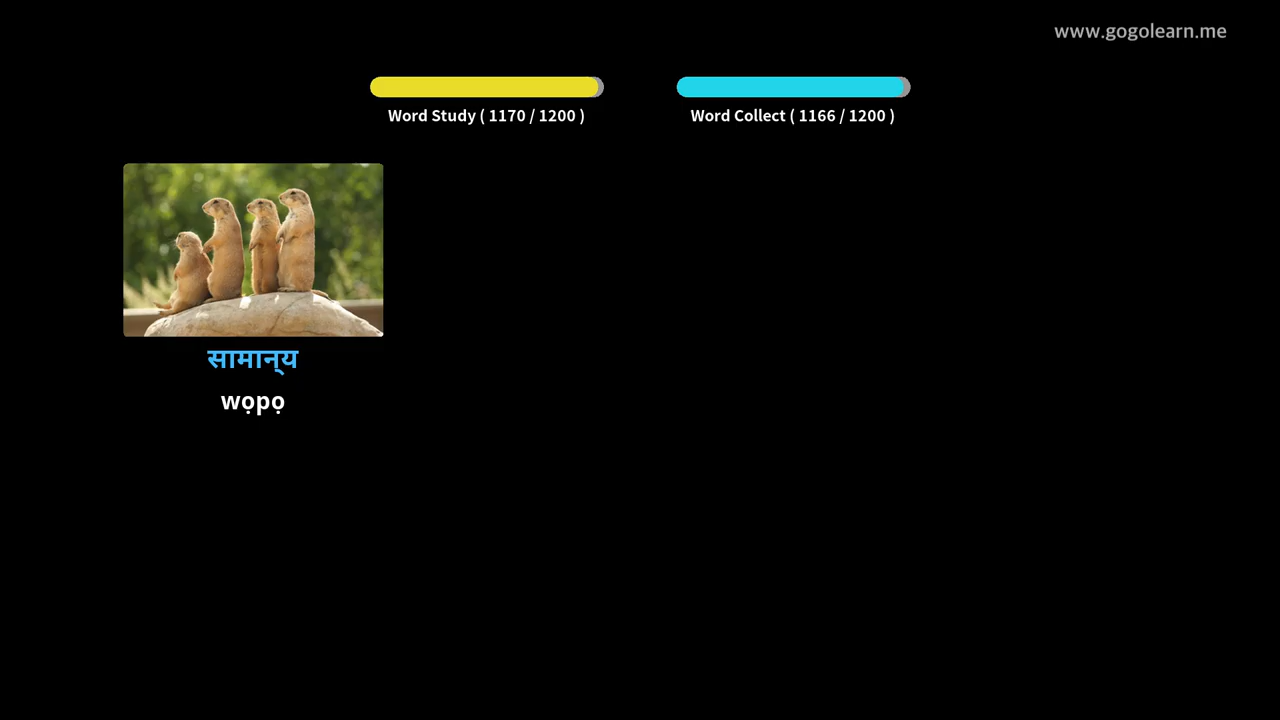 www.gogolearn.me
Word Study ( 1170 / 1200 )
Word Collect ( 1166 / 1200 )
सामान्य
wọpọ